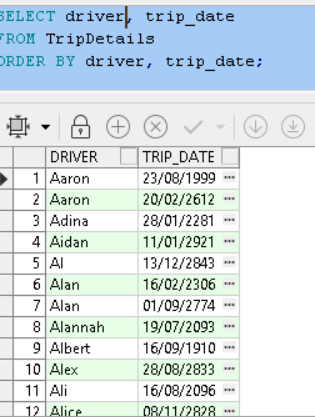 SELECT driver, trip_date
FROM TripDetails
ORDER BY driver, trip_date;
DRIVER TRIP_DATE
1 Aaron 23/08/1999 ...
2 Aaron 20/02/2612 ...
3 Adina 28/01/2281 ...
4 Aidan 11/01/2921 ...
5 Al 13/12/2843 ...
6 Alan 16/02/2306 ...
7 Alan 01/09/2774 ...
8 Alannah 19/07/2093 ...
9 Albert 16/09/1910 ...
10 Alex 28/08/2833 ...
11 Ali 16/08/2096 ...
12 Alice 08/11/2828 ...